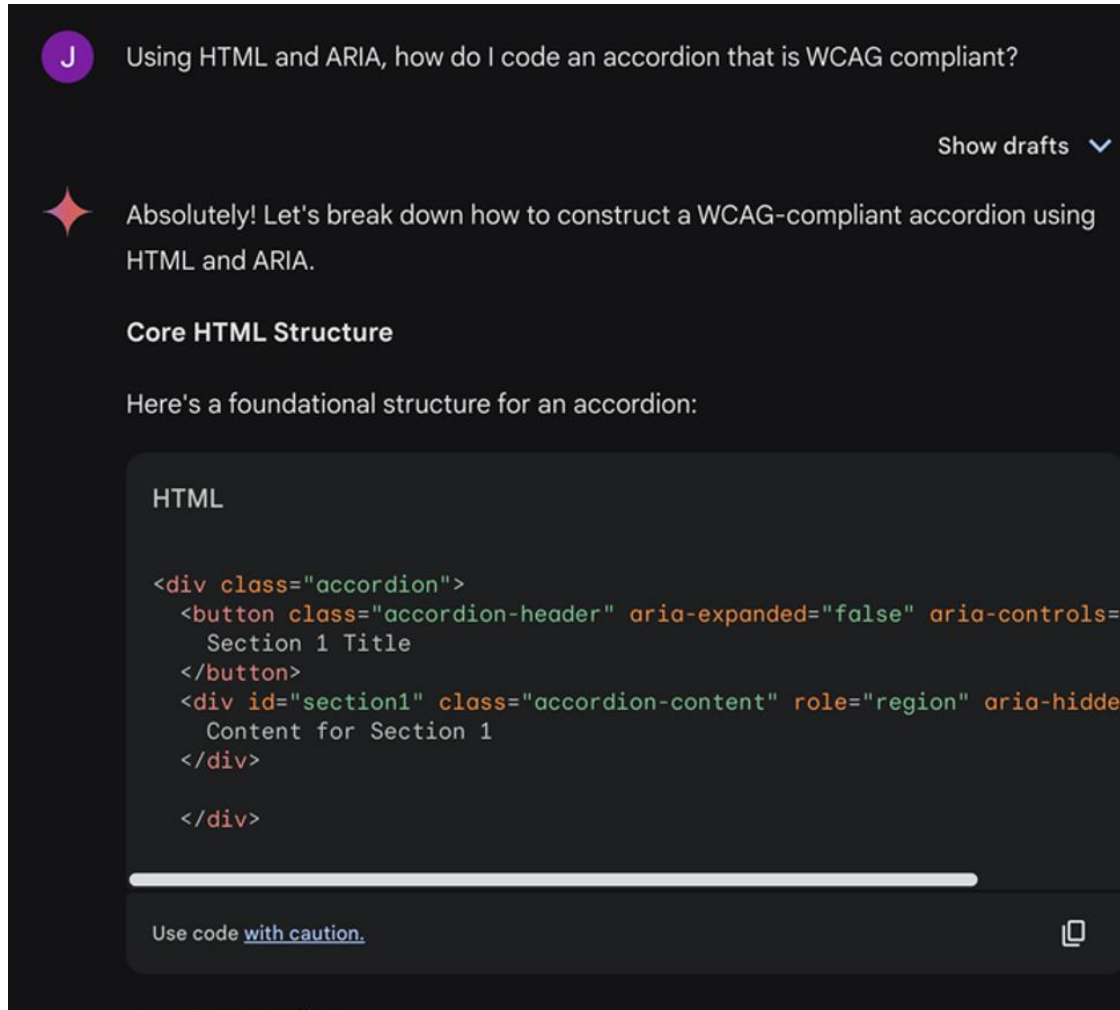 J
Using HTML and ARIA, how do I code an accordion that is WCAG compliant?
Show drafts
Absolutely! Let's break down how to construct a WCAG-compliant accordion using
HTML and ARIA.
Core HTML Structure
Here's a foundational structure for an accordion:
HTML
<div class="accordion">
  <button class="accordion-header" aria-expanded="false" aria-controls=
    Section 1 Title
  </button>
  <div id="section1" class="accordion-content" role="region" aria-hidde
    Content for Section 1
  </div>
  </div>
Use code with caution.